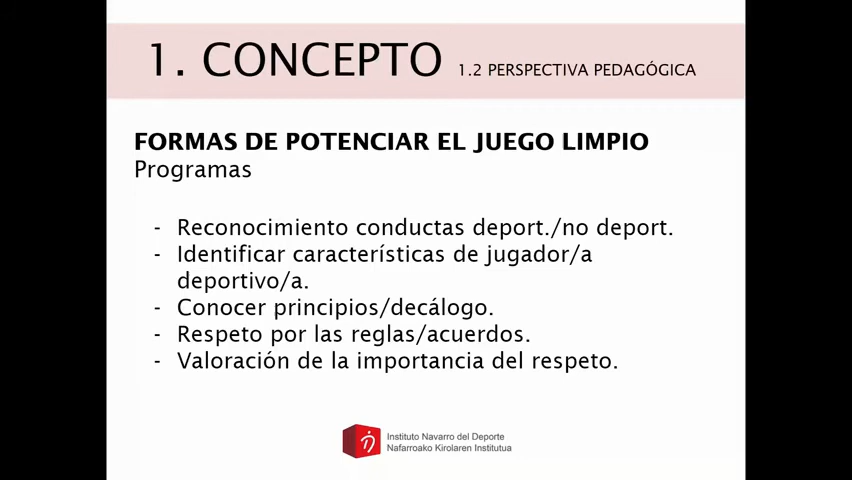 1. CONCEPTO 1.2 PERSPECTIVA PEDAGÓGICA
FORMAS DE POTENCIAR EL JUEGO LIMPIO
Programas
- Reconocimiento conductas deport./no deport.
- Identificar características de jugador/a
deportivo/a.
- Conocer principios/decálogo.
- Respeto por las reglas/acuerdos.
- Valoración de la importancia del respeto.
Instituto Navarro del Deporte
Nafarroako Kirolaren Institutua